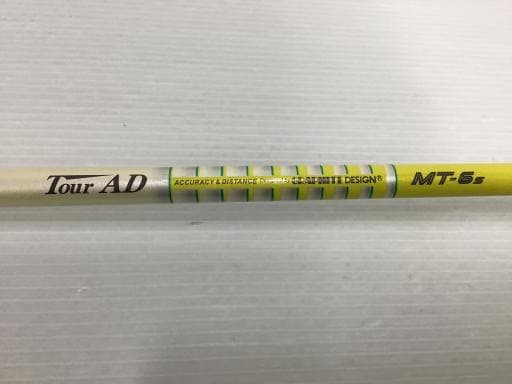 Tour AD
ACCURACY & DISTANCE GRAPHITE DESIGN®
MT-6s